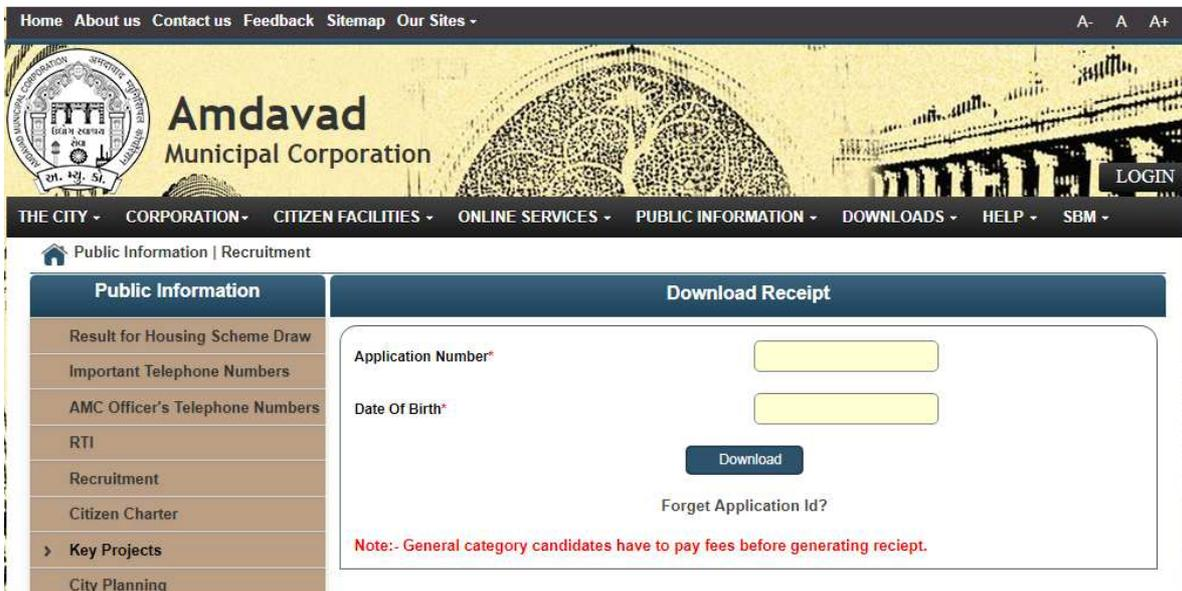 Home About us Contact us Feedback Sitemap Our Sites
A- A A+
Amdavad
Municipal Corporation
સેવા
અ. મ્યુ. કો.
LOGIN
THE CITY CORPORATION CITIZEN FACILITIES ONLINE SERVICES PUBLIC INFORMATION DOWNLOADS HELP SBM
Public Information | Recruitment
Public Information
Result for Housing Scheme Draw
Important Telephone Numbers
AMC Officer's Telephone Numbers
RTI
Recruitment
Citizen Charter
Key Projects
City Planning
Download Receipt
Application Number*
Date Of Birth*
Download
Forget Application Id?
Note:- General category candidates have to pay fees before generating reciept.